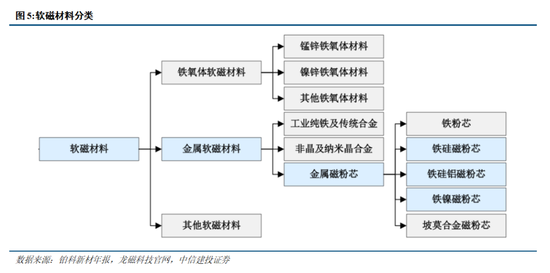 图 5:软磁材料分类
锰锌铁氧体材料
铁氧体软磁材料
镍锌铁氧体材料
其他铁氧体材料
工业纯铁及传统合金
铁粉芯
软磁材料
金属软磁材料
非晶及纳米晶合金
铁硅磁粉芯
金属磁粉芯
铁硅铝磁粉芯
铁镍磁粉芯
其他软磁材料
坡莫合金磁粉芯
数据来源：铂科新材年报，龙磁科技官网，中信建投证券